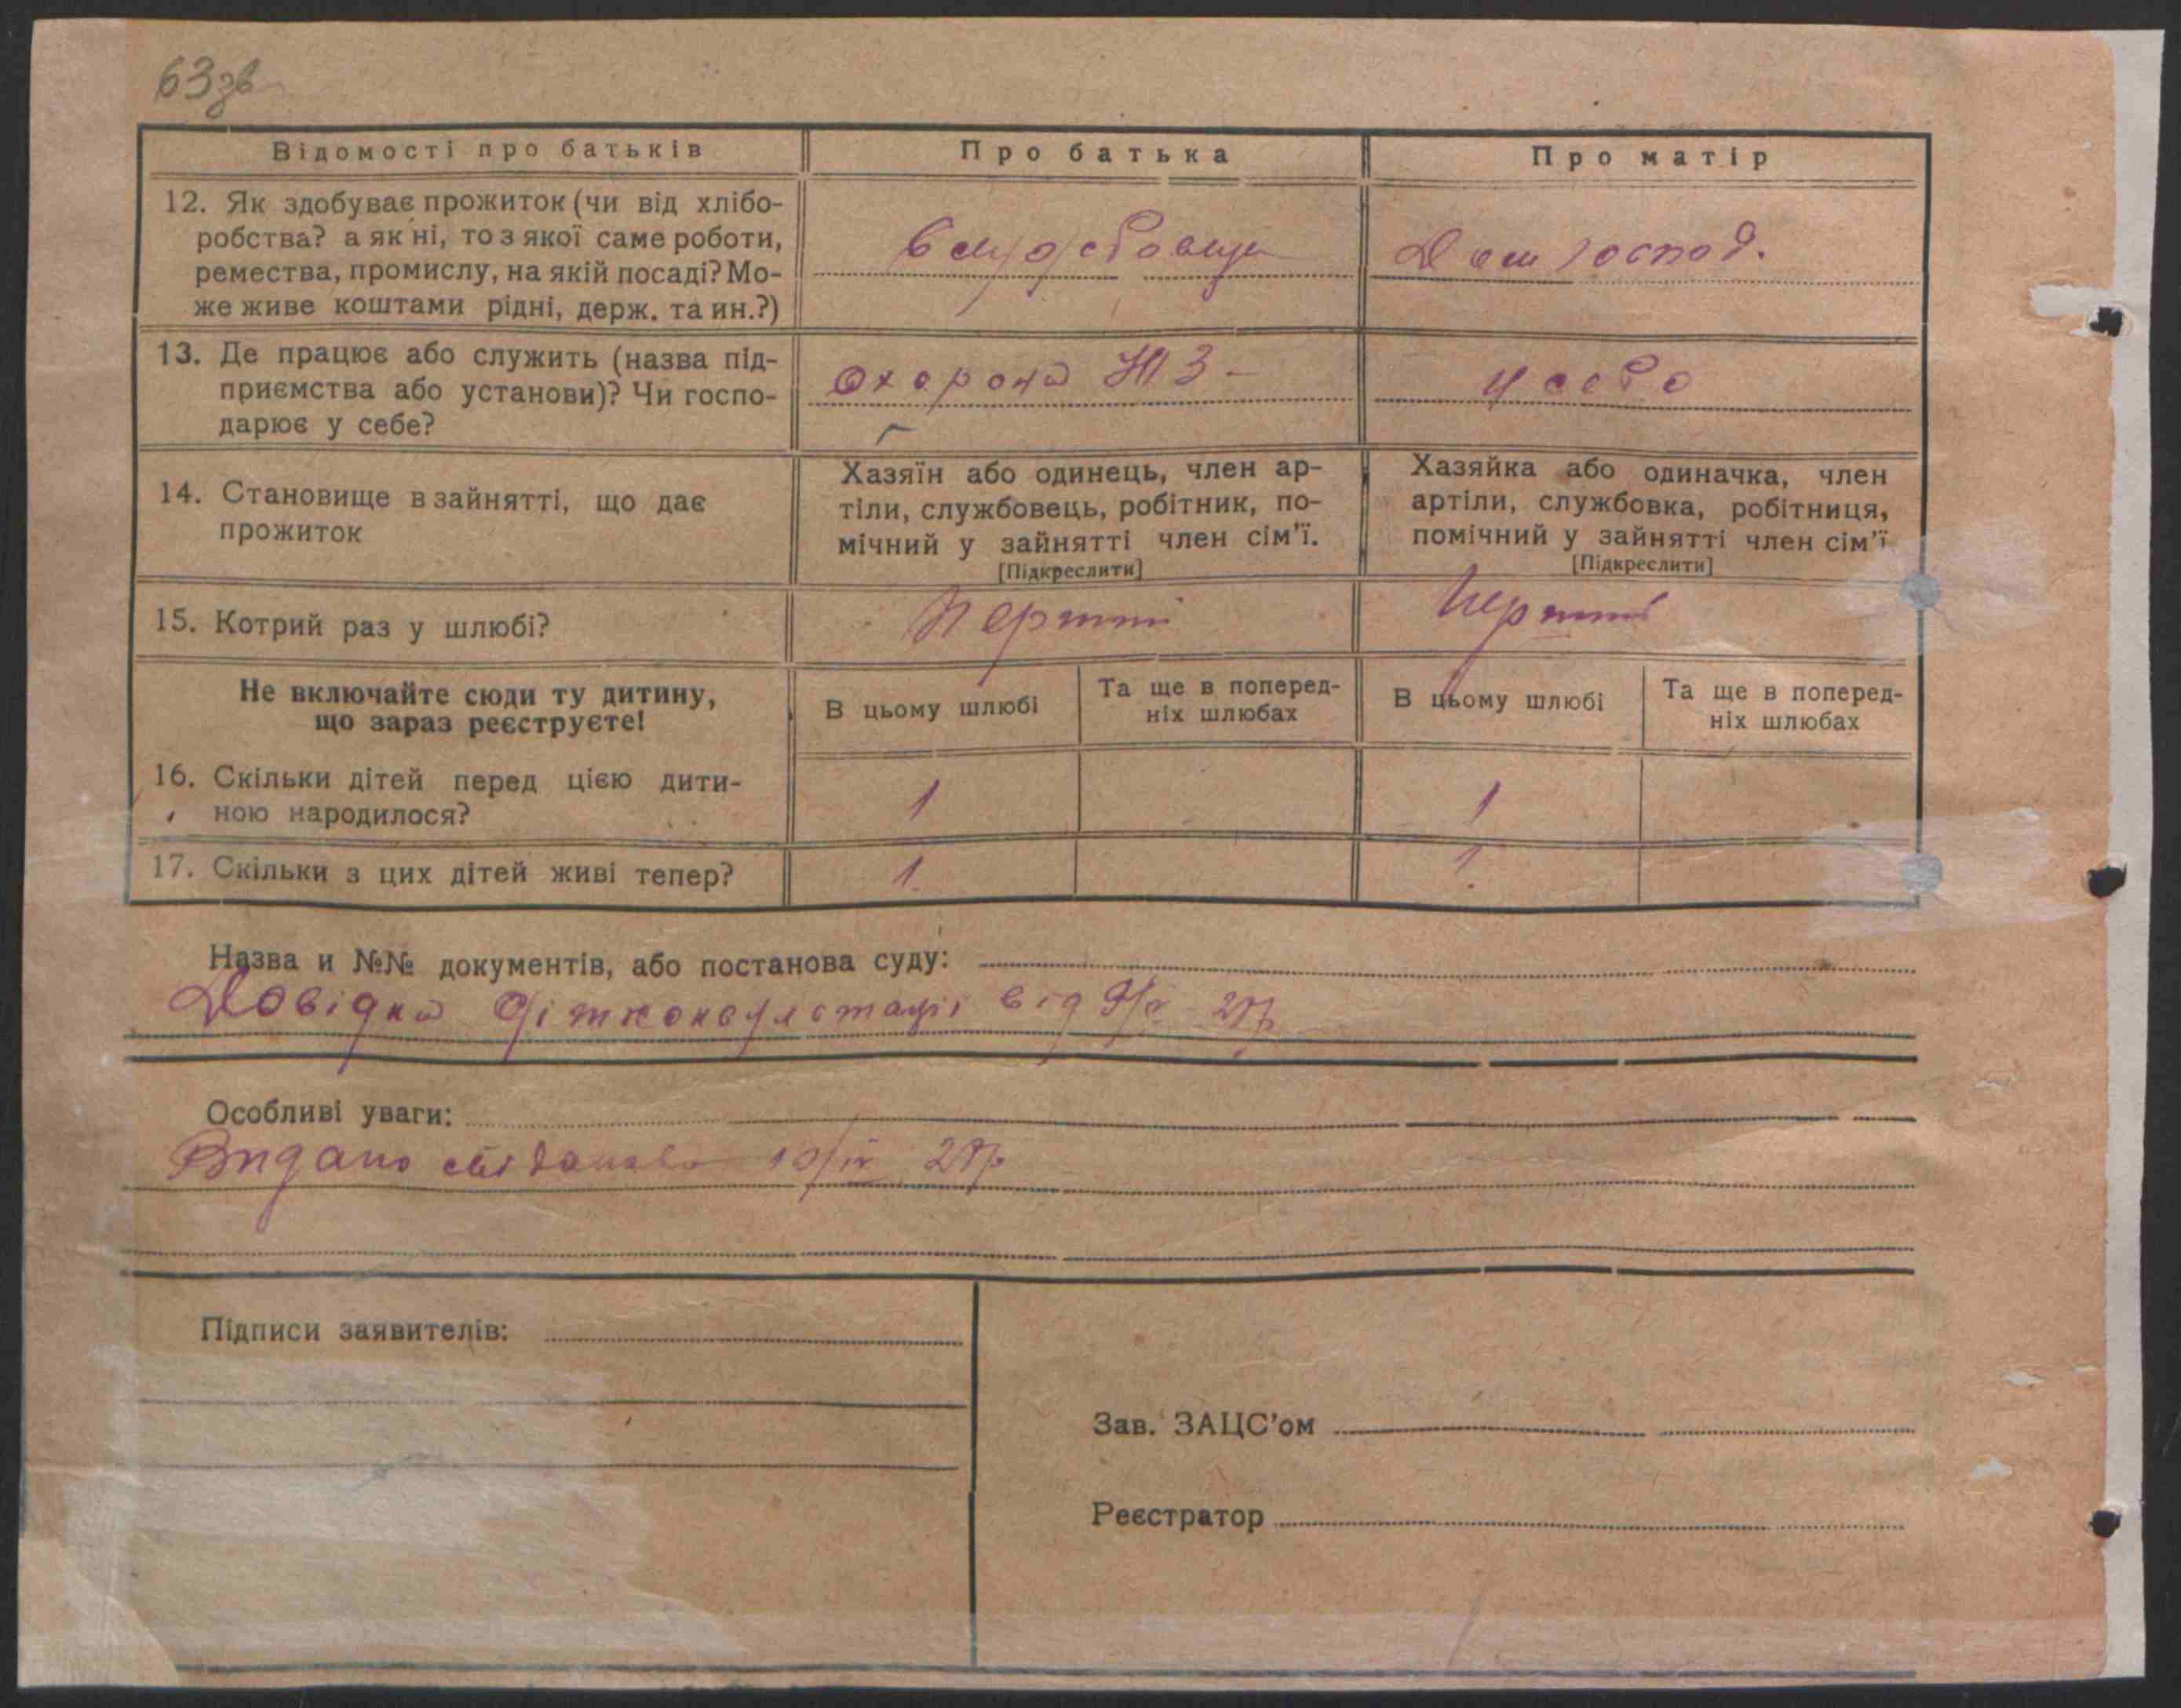 63зв
Відомості про батьків
Про батька
Про матір
12. Як здобуває прожиток (чи від хлібо-
робства? а як ні, то з якої саме роботи,
ремества, промислу, на якій посаді? Мо-
же живе коштами рідні, держ. та ин.?)
Дом господ.
13. Де працює або служить (назва під-
приємства або установи)? Чи госпо-
дарює у себе?
Охорона
14. Становище в зайнятті, що дає
прожиток
Хазяїн або одинець, член ар-
тіли, службовець, робітник, по-
мічний у зайнятті член сім'ї.
[Підкреслити]
Хазяйка або одиначка, член
артіли, службовка, робітниця,
помічний у зайнятті член сім'ї
[Підкреслити]
15. Котрий раз у шлюбі?
Перший
Перший
Не включайте сюди ту дитину,
що зараз реєструєте!
В цьому шлюбі
Та ще в поперед-
ніх шлюбах
В цьому шлюбі
Та ще в поперед-
ніх шлюбах
16. Скільки дітей перед цією дити-
ною народилося?
1
1
17. Скільки з цих дітей живі тепер?
1
1
Назва и №№ документів, або постанова суду:
Довідка дітконсультації від
Особливі уваги:
Видано
Підписи заявителів:
Зав. ЗАЦС'ом
Реєстратор